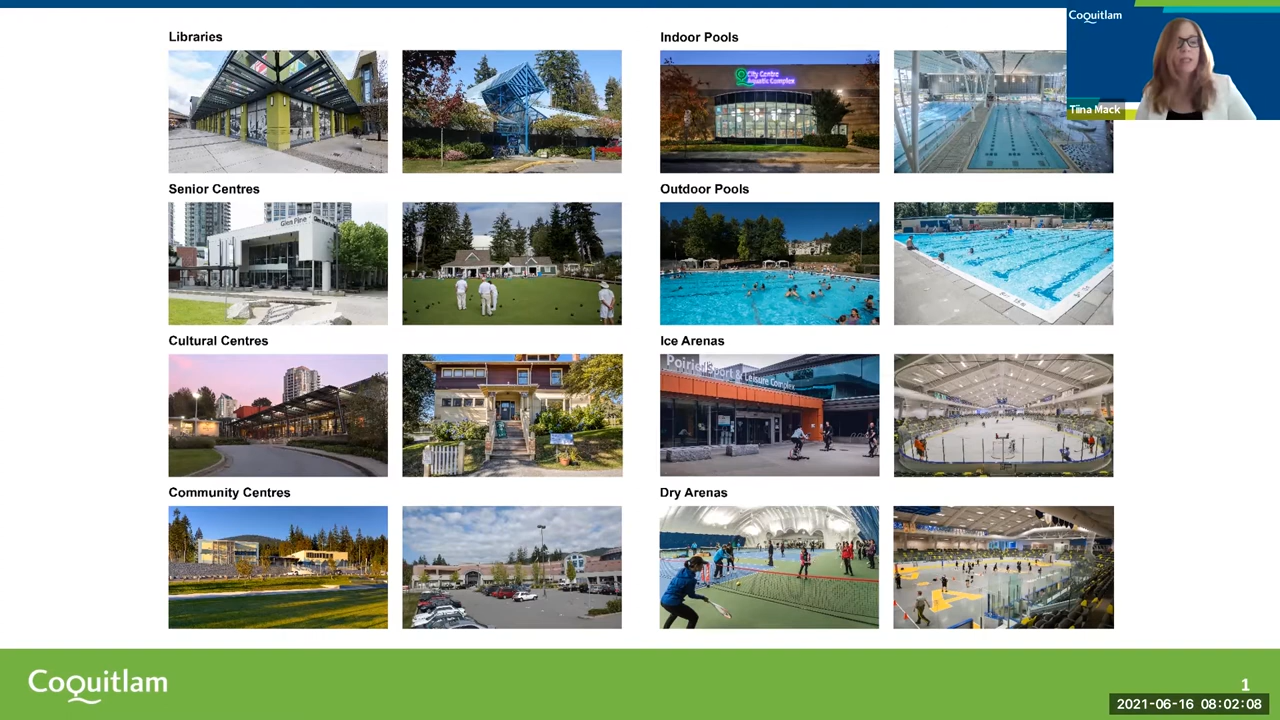 Libraries
Indoor Pools
Coquitlam
City Centre
Aquatic Complex
Tiina Mack
Senior Centres
Outdoor Pools
Glen Pine
Cultural Centres
Ice Arenas
Poirier Sport & Leisure Complex
Community Centres
Dry Arenas
Coquitlam
1
2021-06-16 08:02:08